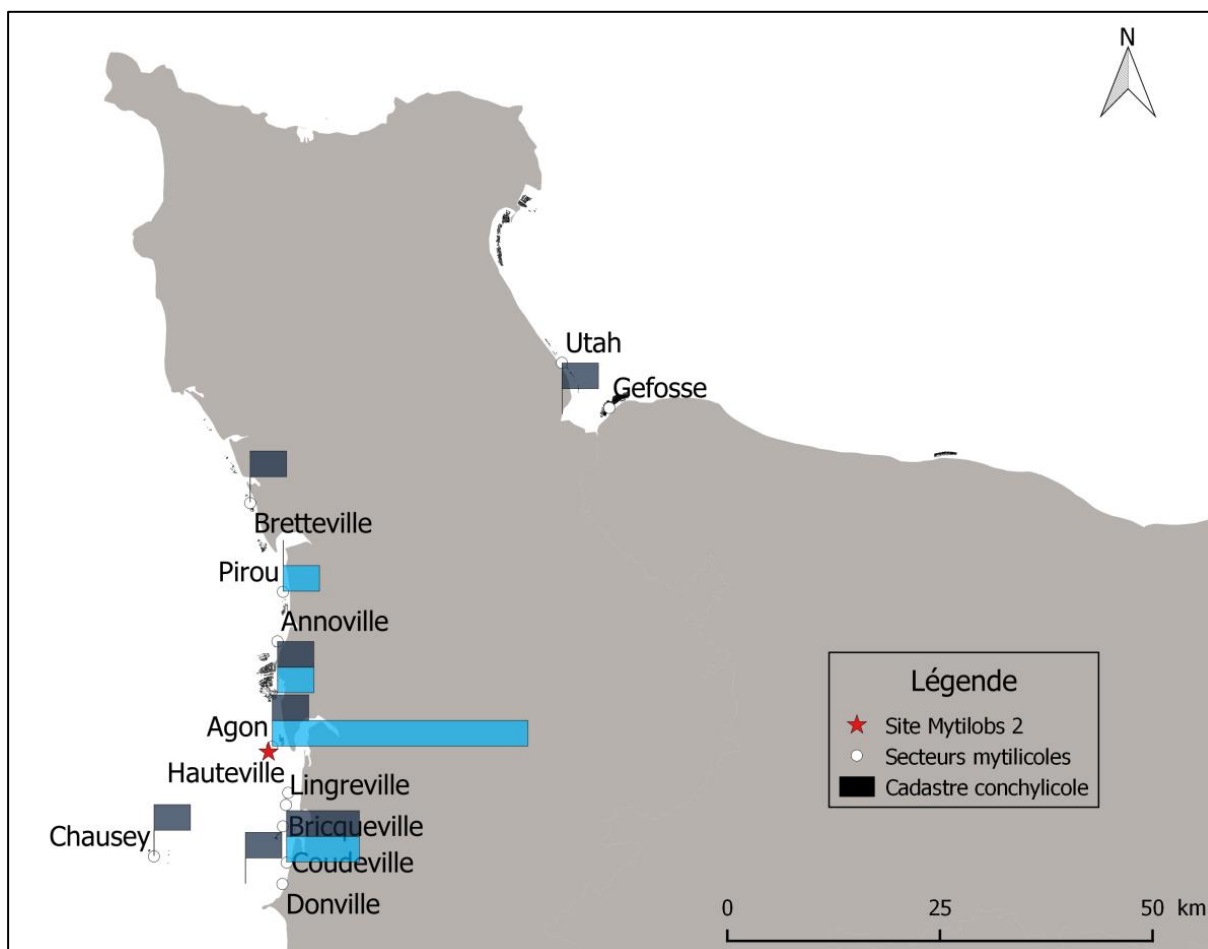 N
Utah
Gefosse
Bretteville
Pirou
Annoville
Agon
Hauteville
Lingreville
Chausey
Bricqueville
Coudeville
Donville
Légende
Site Mytilobs 2
Secteurs mytilicoles
Cadastre conchylicole
0 25 50 km